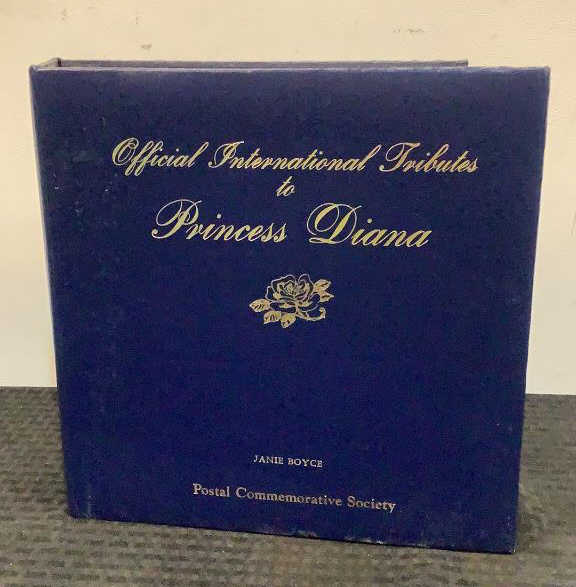 Official International Tributes
to
Princess Diana
JANIE BOYCE
Postal Commemorative Society